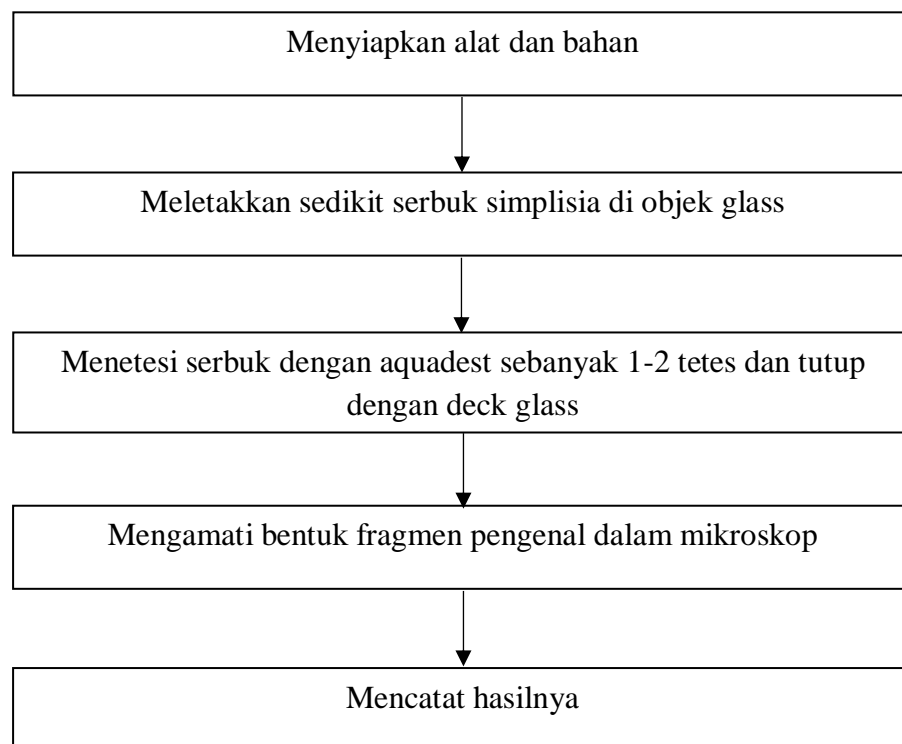 Menyiapkan alat dan bahan
Meletakkan sedikit serbuk simplisia di objek glass
Menetesi serbuk dengan aquadest sebanyak 1-2 tetes dan tutup
dengan deck glass
Mengamati bentuk fragmen pengenal dalam mikroskop
Mencatat hasilnya